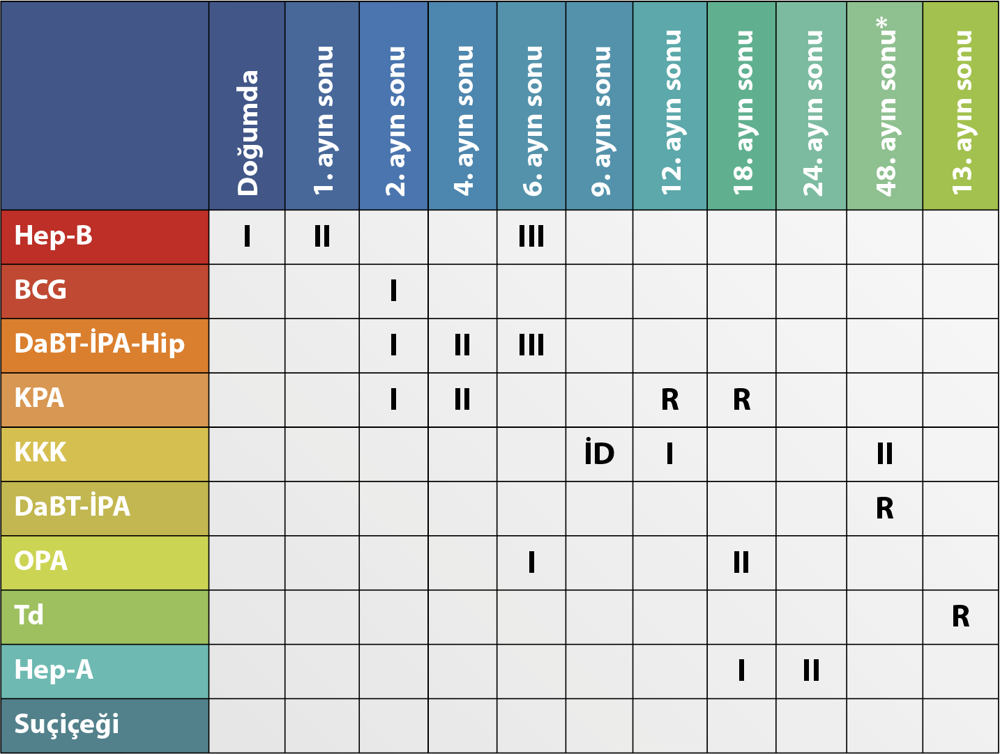 Doğumda 1. ayın sonu 2. ayın sonu 4. ayın sonu 6. ayın sonu 9. ayın sonu 12. ayın sonu 18. ayın sonu 24. ayın sonu 48. ayın sonu* 13. ayın sonu
Hep-B I II III
BCG I
DaBT-İPA-Hip I II III
KPA I II R R
KKK İD I II
DaBT-İPA R
OPA I II
Td R
Hep-A I II
Suçiçeği